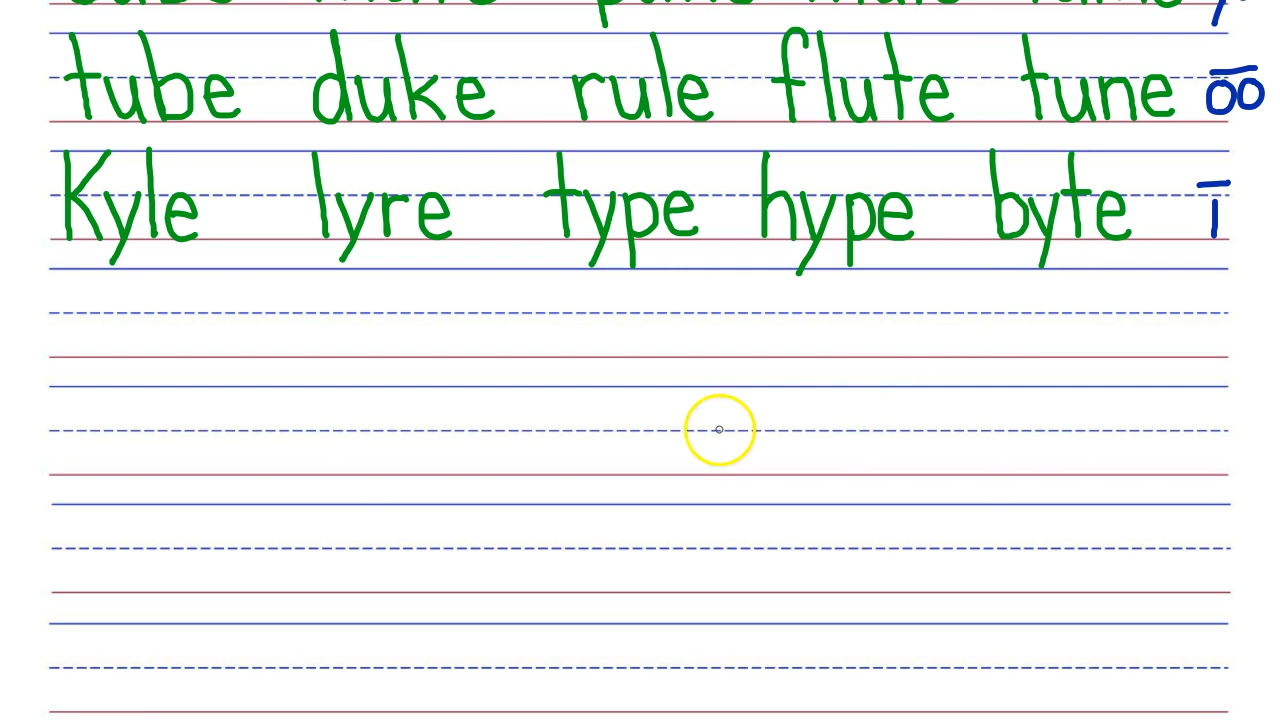 tube duke rule flute tune o͞o
Kyle lyre type hype byte ī